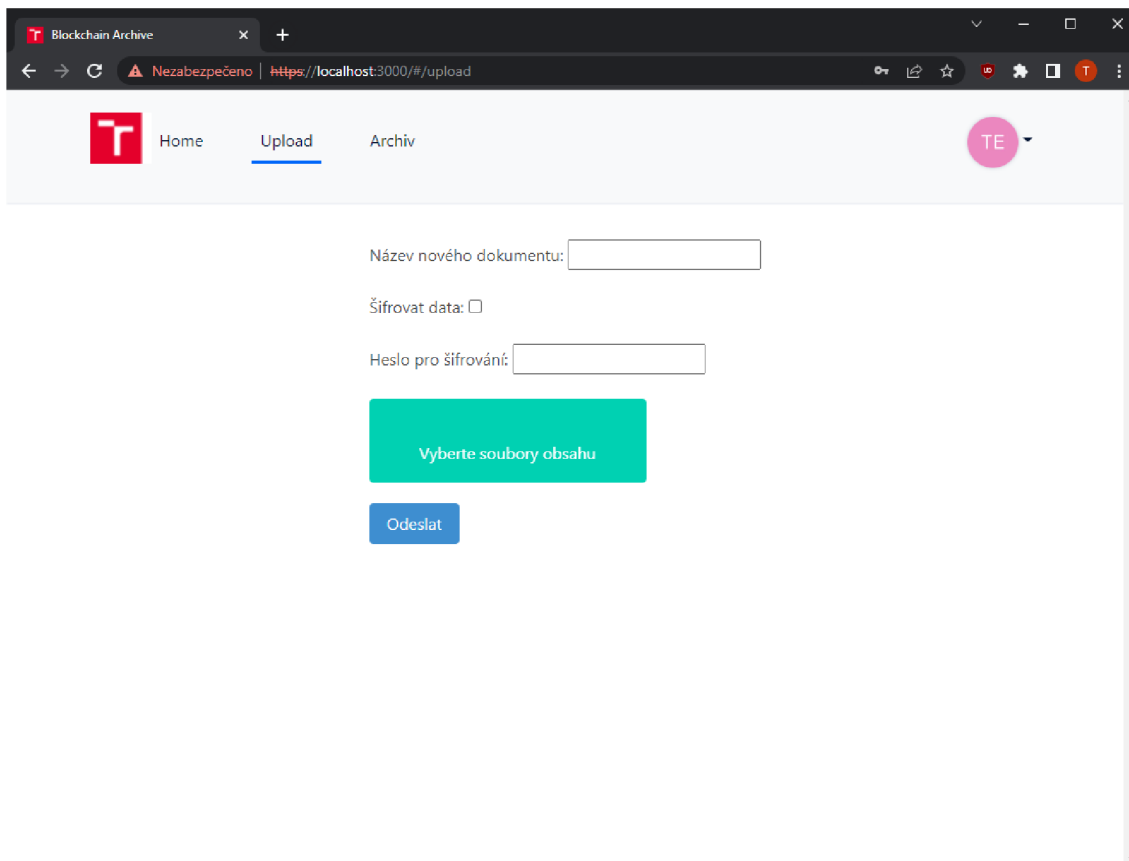 Blockchain Archive
Nezabezpečeno | https://localhost:3000/#/upload
T
Home Upload Archiv
TE
Název nového dokumentu:
Šifrovat data:
Heslo pro šifrování:
Vyberte soubory obsahu
Odeslat